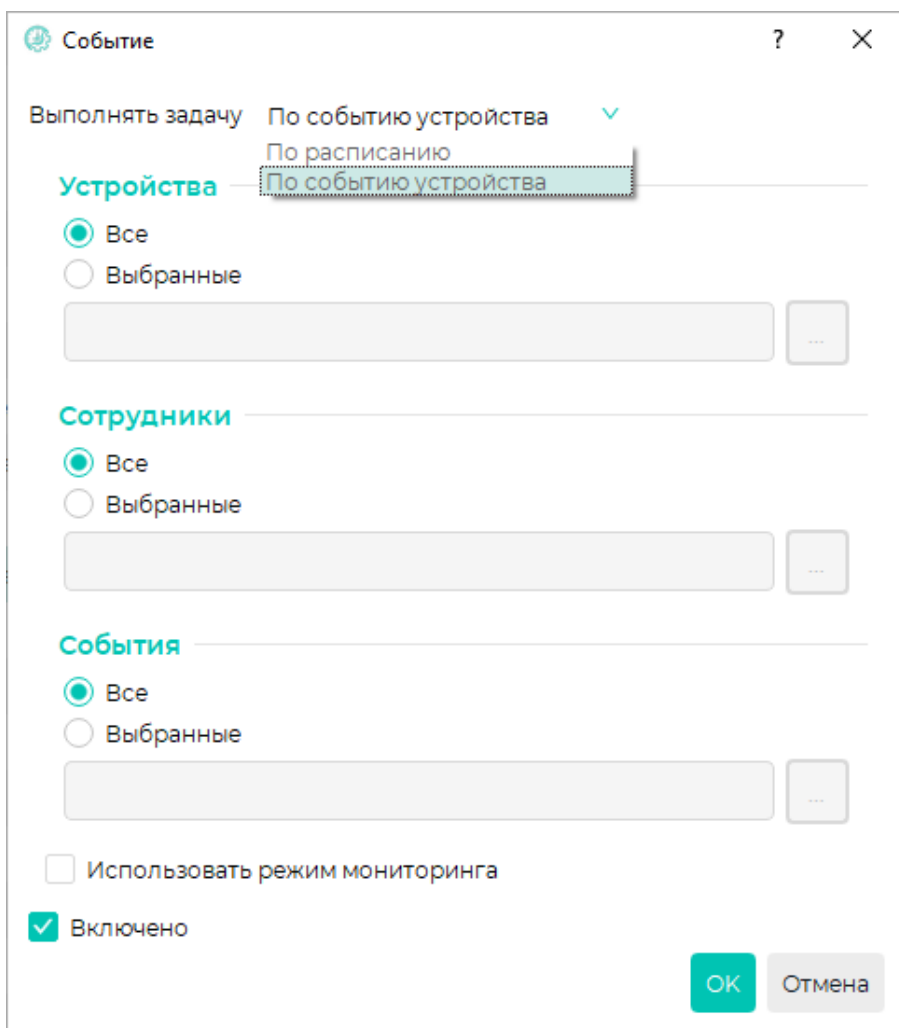 Событие ?
Выполнять задачу По событию устройства
По расписанию
По событию устройства
Устройства
Все
Выбранные
...
Сотрудники
Все
Выбранные
...
События
Все
Выбранные
...
Использовать режим мониторинга
Включено
OK Отмена